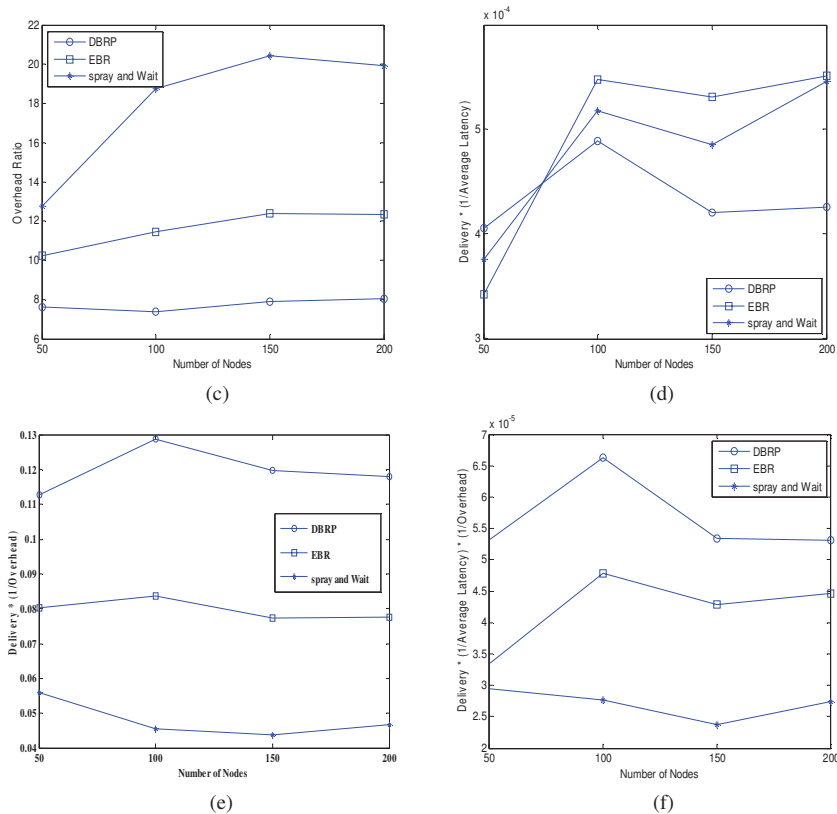 22
20
18
16
14
12
10
8
6
50
100
150
200
Overhead Ratio
Number of Nodes
DBRP
EBR
spray and Wait
(c)
x 10-4
5
4
3
50
100
150
200
Delivery * (1/Average Latency)
Number of Nodes
DBRP
EBR
spray and Wait
(d)
0.13
0.12
0.11
0.1
0.09
0.08
0.07
0.06
0.05
0.04
50
100
150
200
Delivery * (1/Overhead)
Number of Nodes
DBRP
EBR
spray and Wait
(e)
x 10-5
7
6.5
6
5.5
5
4.5
4
3.5
3
2.5
2
50
100
150
200
Delivery * (1/Average Latency) * (1/Overhead)
Number of Nodes
DBRP
EBR
spray and Wait
(f)